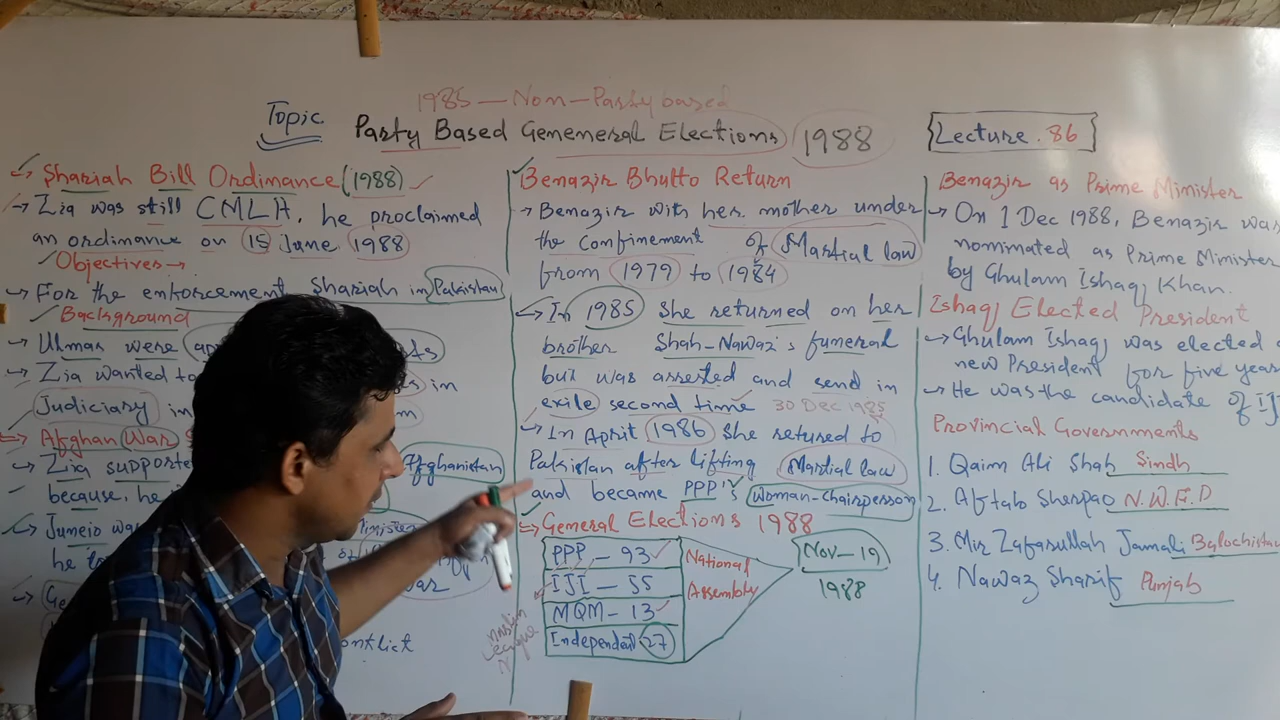 1985 — Non-Party based
Topic Party Based Genemeral Elections 1988
Lecture. 86
→ Shariah Bill Ordinance (1988)
→ Zia was still CMLA, he proclaimed
an ordinance on 15 June 1988
Objectives →
→ For the enforcement Shariah in Pakistan
Background
→ Ulmas were
→ Zia wanted to in
Judiciary in
→ Afghan War
→ Zia supported Afghanistan
because, he
→ Junejo was
he
War
conflict
Benazir Bhutto Return
→ Benazir with her mother under
the confinement of Martial law
from 1979 to 1984
→ In 1985 She returned on her
brother Shah-Nawaz's funeral
but was arrested and send in
exile second time 30 Dec 1985
→ In April 1986 She retured to
Pakistan after lifting Martial law
and became PPP's woman-chairperson
→ General Elections 1988
PPP — 93
IJI — 55
MQM — 13
Independent 27
National
Assembly
Nov — 19
1988
Muslim
League
N
Benazir as Prime Minister
→ On 1 Dec 1988, Benazir was
nommated as Prime Minister
by Ghulam Ishaq Khan.
Ishaq Elected President
→ Ghulam Ishaq was elected a
new President for five years
→ He was the candidate of IJI
Provincial Governments
1. Qaim Ali Shah Sindh
2. Aftab Sherpao N.W.F.P
3. Mir Zafarullah Jamali Baluchistan
4. Nawaz Sharif Punjab